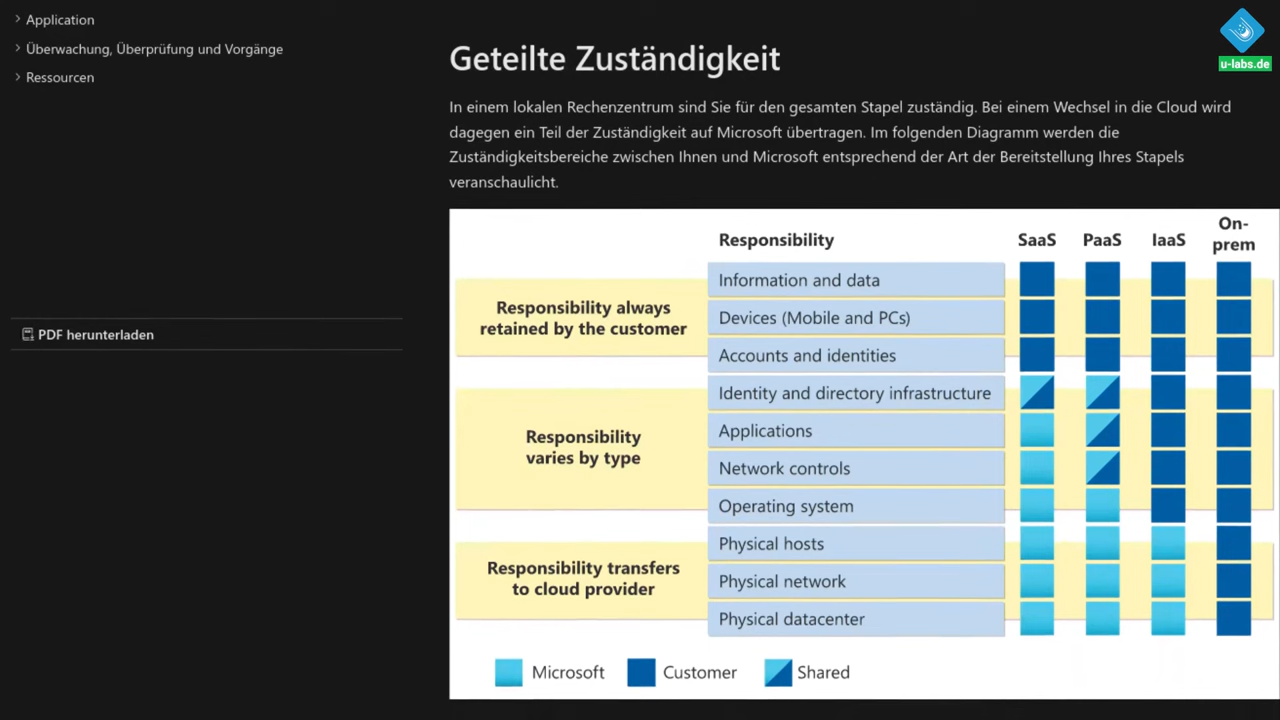 Application
Überwachung, Überprüfung und Vorgänge
Ressourcen
PDF herunterladen
u-labs.de
Geteilte Zuständigkeit
In einem lokalen Rechenzentrum sind Sie für den gesamten Stapel zuständig. Bei einem Wechsel in die Cloud wird
dagegen ein Teil der Zuständigkeit auf Microsoft übertragen. Im folgenden Diagramm werden die
Zuständigkeitsbereiche zwischen Ihnen und Microsoft entsprechend der Art der Bereitstellung Ihres Stapels
veranschaulicht.
Responsibility SaaS PaaS IaaS On-
prem
Responsibility always
retained by the customer
Information and data
Devices (Mobile and PCs)
Accounts and identities
Responsibility
varies by type
Identity and directory infrastructure
Applications
Network controls
Operating system
Responsibility transfers
to cloud provider
Physical hosts
Physical network
Physical datacenter
Microsoft Customer Shared